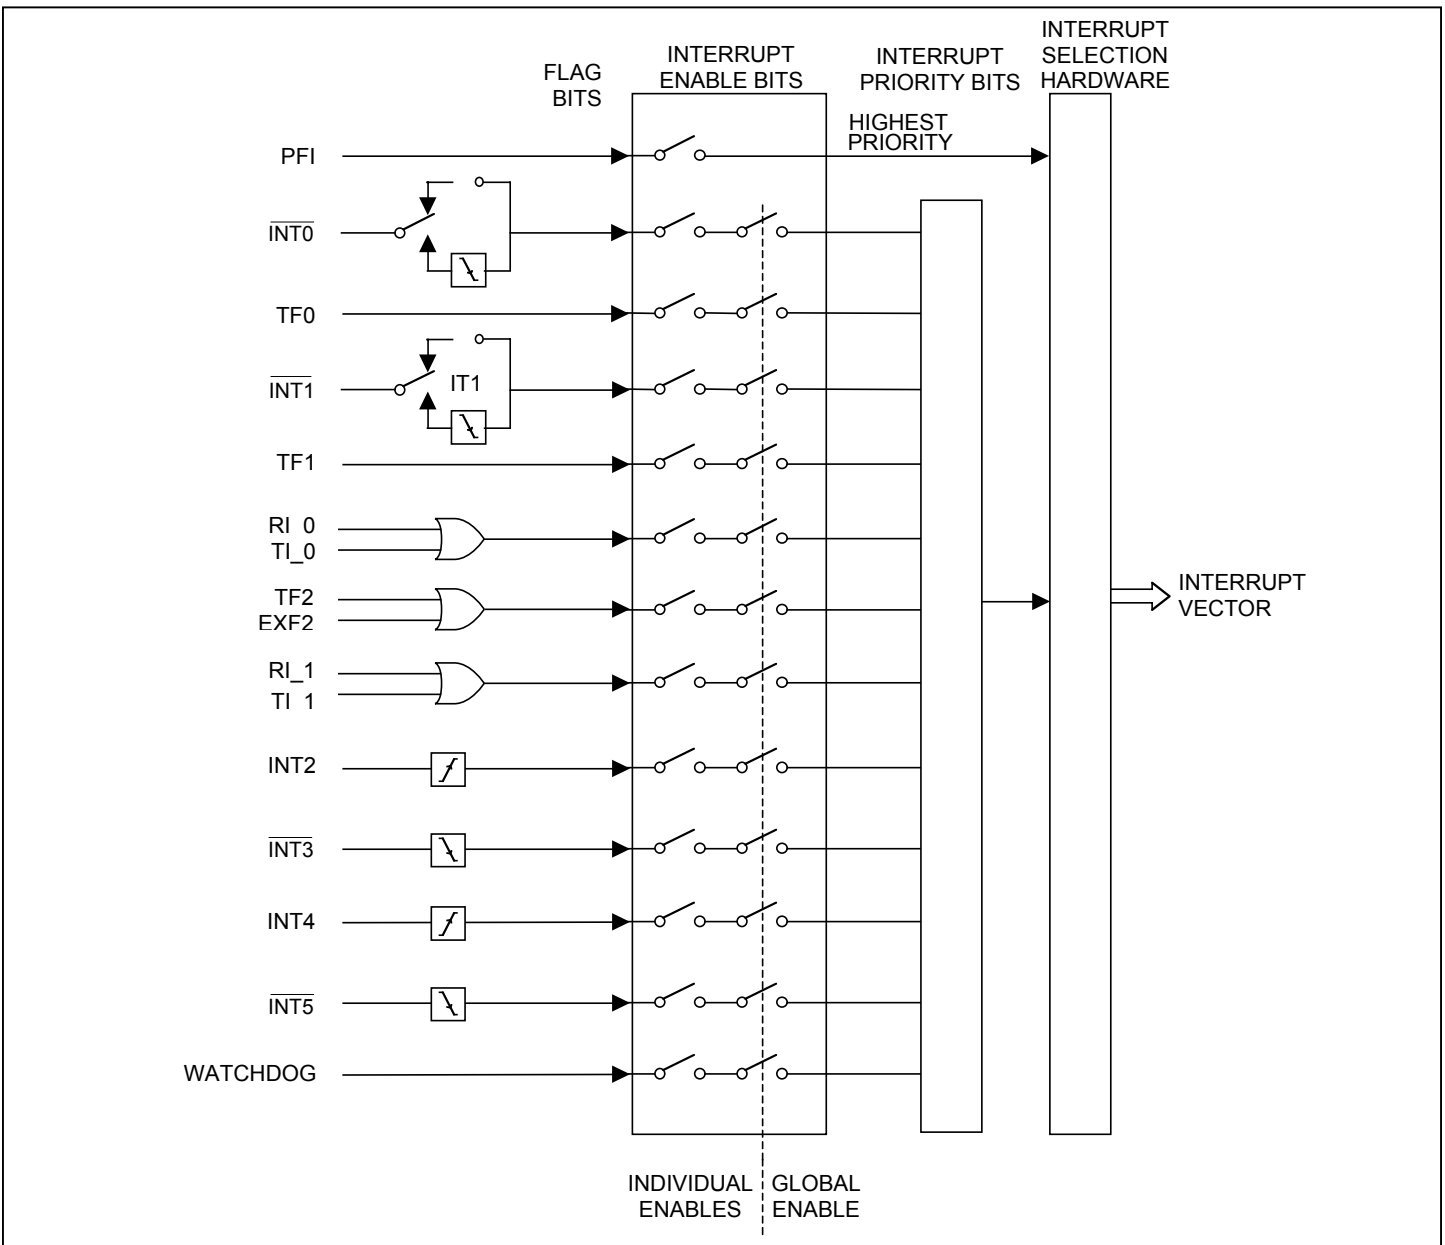 INTERRUPT
SELECTION
HARDWARE
INTERRUPT
PRIORITY BITS
INTERRUPT
ENABLE BITS
FLAG
BITS
HIGHEST
PRIORITY
PFI
INT0
TF0
INT1
IT1
TF1
RI 0
TI_0
TF2
EXF2
RI_1
TI 1
INT2
INT3
INT4
INT5
WATCHDOG
INTERRUPT
VECTOR
INDIVIDUAL
ENABLES
GLOBAL
ENABLE